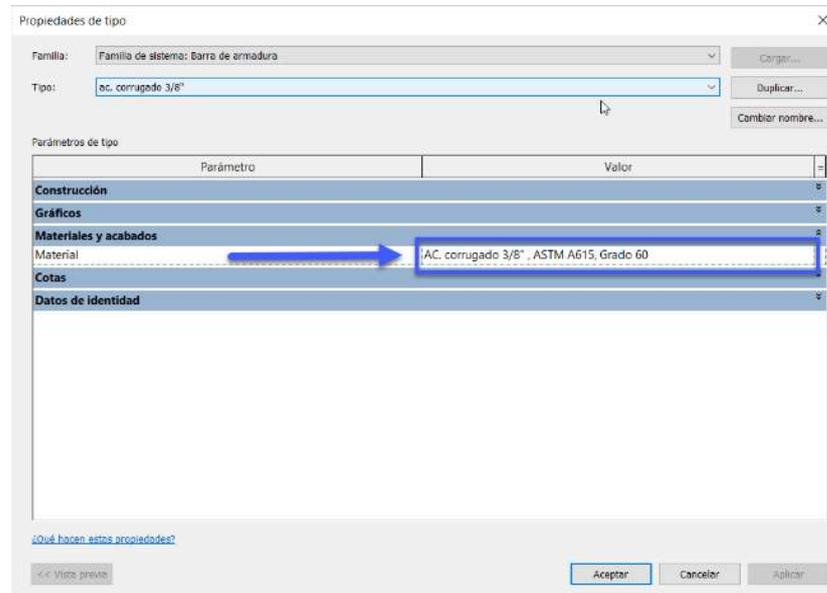 Propiedades de tipo
Familia: Familia de sistema: Barra de armadura Cargar...
Tipo: ac. corrugado 3/8" Duplicar...
Cambiar nombre...
Parámetros de tipo
Parámetro Valor =
Construcción
Gráficos
Materiales y acabados
Material AC. corrugado 3/8" , ASTM A615, Grado 60
Cotas
Datos de identidad
¿Qué hacen estas propiedades?
<< Vista previa Aceptar Cancelar Aplicar